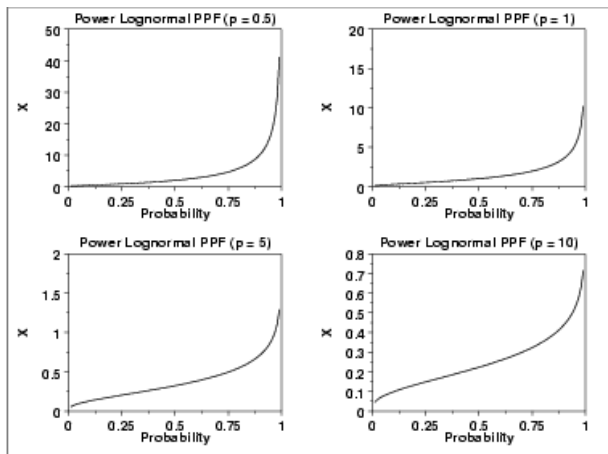 Power Lognormal PPF (p = 0.5)
50
40
30
20
10
0
X
0 0.25 0.5 0.75 1
Probability
Power Lognormal PPF (p = 1)
20
10
5
0
X
0 0.25 0.5 0.75 1
Probability
Power Lognormal PPF (p = 5)
2
1.5
1
0.5
0
X
0 0.25 0.5 0.75 1
Probability
Power Lognormal PPF (p = 10)
0.8
0.7
0.6
0.5
0.4
0.3
0.2
0.1
0
X
0 0.25 0.5 0.75 1
Probability